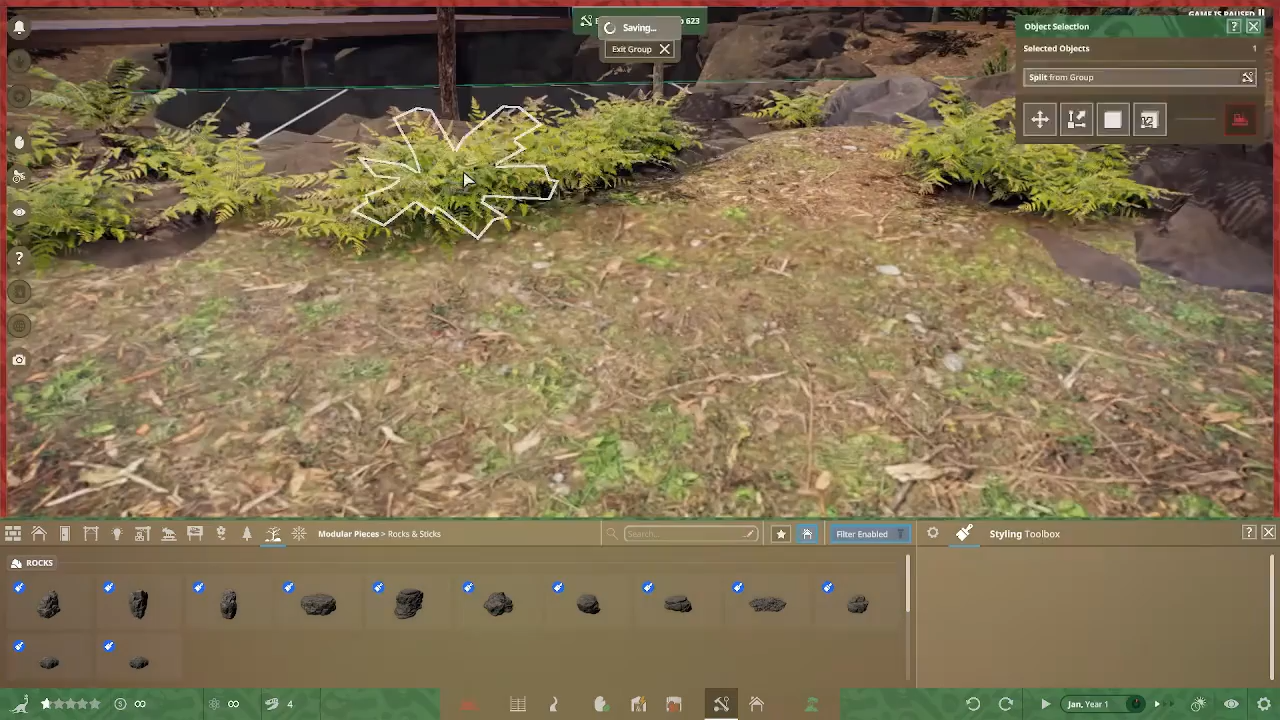 GAME IS PAUSED
623
Saving...
Exit Group
Object Selection
?
Selected Objects 1
Split from Group
12
?
Modular Pieces > Rocks & Sticks
Search...
Filter Enabled
Styling Toolbox
?
ROCKS
∞
∞
4
Jan, Year 1